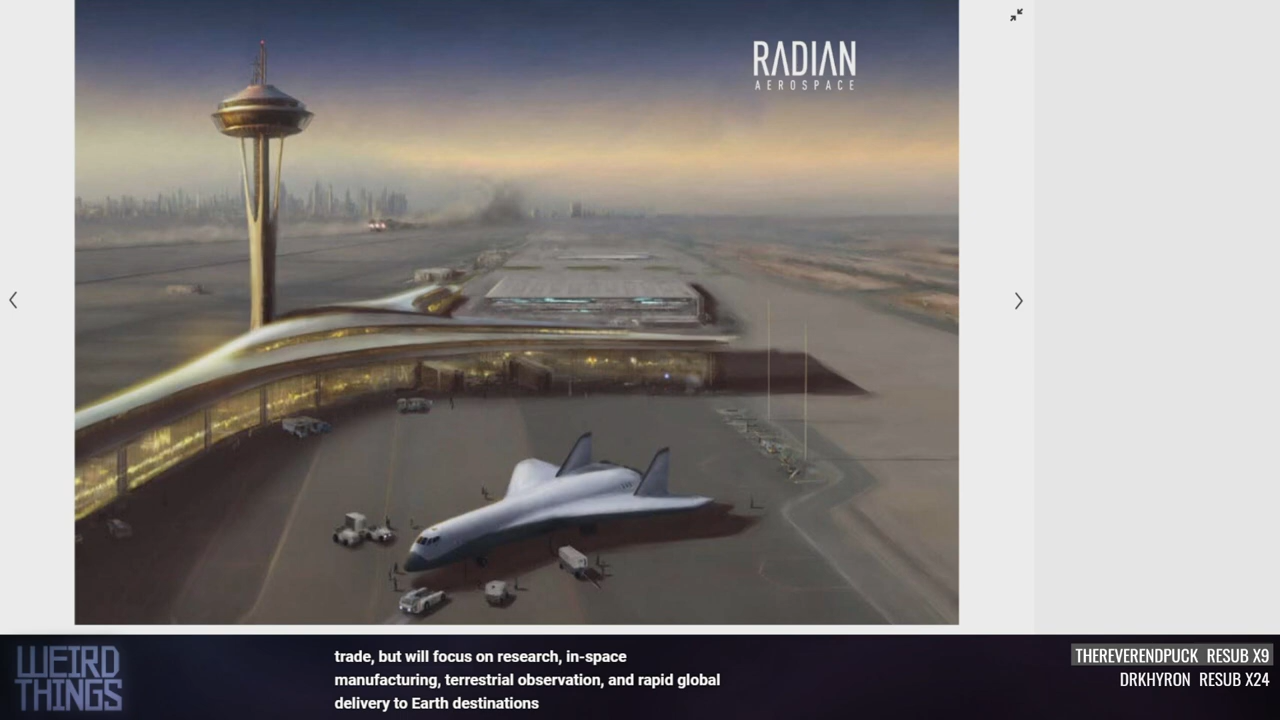 RADIAN
AEROSPACE
WEIRD
THINGS
trade, but will focus on research, in-space
manufacturing, terrestrial observation, and rapid global
delivery to Earth destinations
THEREVERENDPUCK RESUB X9
DRKHYRON RESUB X24